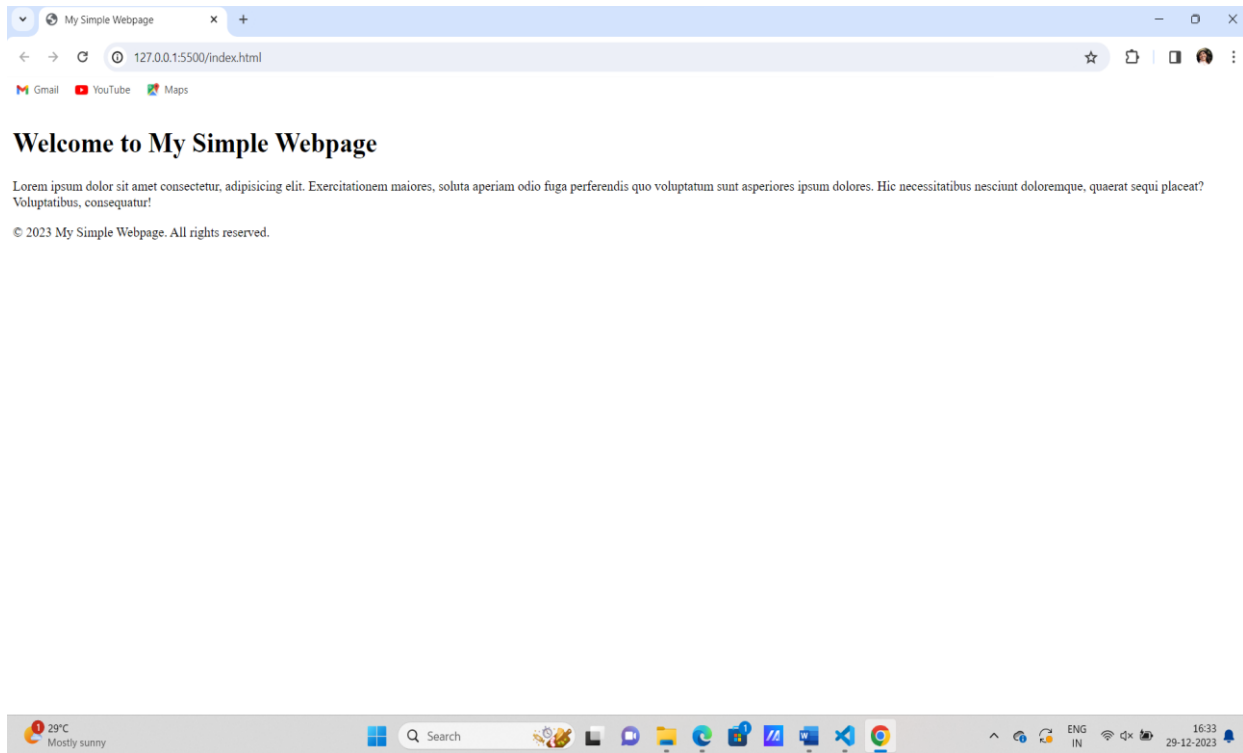 My Simple Webpage
127.0.0.1:5500/index.html
Gmail YouTube Maps
Welcome to My Simple Webpage
Lorem ipsum dolor sit amet consectetur, adipisicing elit. Exercitationem maiores, soluta aperiam odio fuga perferendis quo voluptatum sunt asperiores ipsum dolores. Hic necessitatibus nesciunt doloremque, quaerat sequi placeat?
Voluptatibus, consequatur!
© 2023 My Simple Webpage. All rights reserved.
1 29°C
Mostly sunny
Search
1
ENG
IN
16:33
29-12-2023